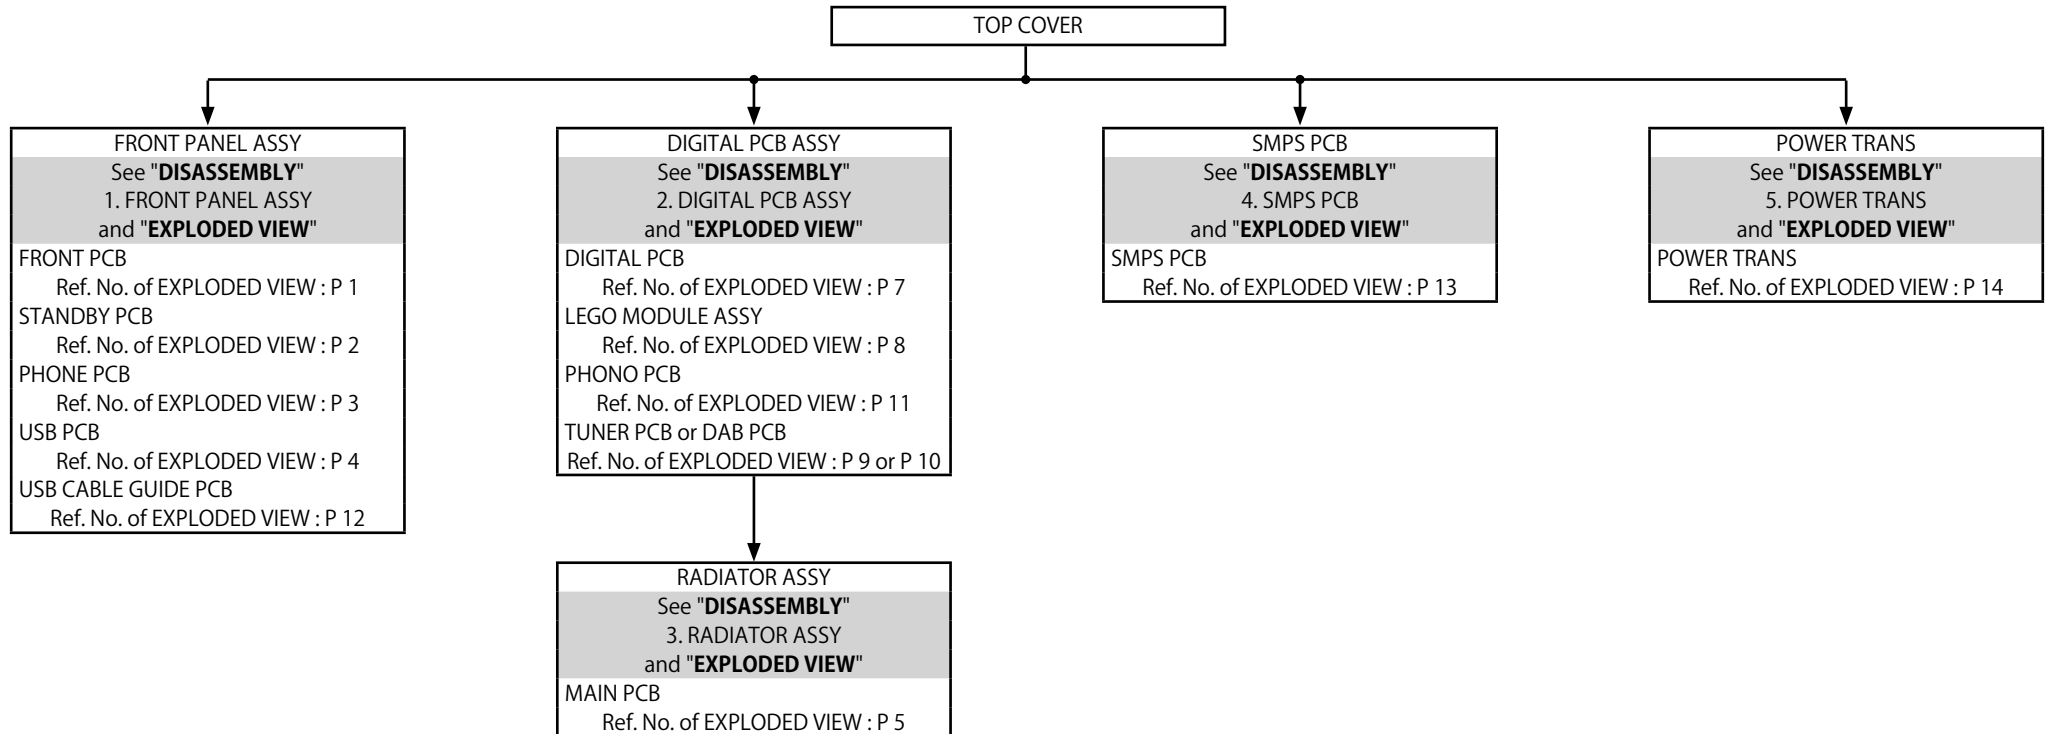 TOP COVER
FRONT PANEL ASSY
See "DISASSEMBLY"
1. FRONT PANEL ASSY
and "EXPLODED VIEW"
FRONT PCB
Ref. No. of EXPLODED VIEW : P 1
STANDBY PCB
Ref. No. of EXPLODED VIEW : P 2
PHONE PCB
Ref. No. of EXPLODED VIEW : P 3
USB PCB
Ref. No. of EXPLODED VIEW : P 4
USB CABLE GUIDE PCB
Ref. No. of EXPLODED VIEW : P 12
DIGITAL PCB ASSY
See "DISASSEMBLY"
2. DIGITAL PCB ASSY
and "EXPLODED VIEW"
DIGITAL PCB
Ref. No. of EXPLODED VIEW : P 7
LEGO MODULE ASSY
Ref. No. of EXPLODED VIEW : P 8
PHONO PCB
Ref. No. of EXPLODED VIEW : P 11
TUNER PCB or DAB PCB
Ref. No. of EXPLODED VIEW : P 9 or P 10
RADIATOR ASSY
See "DISASSEMBLY"
3. RADIATOR ASSY
and "EXPLODED VIEW"
MAIN PCB
Ref. No. of EXPLODED VIEW : P 5
SMPS PCB
See "DISASSEMBLY"
4. SMPS PCB
and "EXPLODED VIEW"
SMPS PCB
Ref. No. of EXPLODED VIEW : P 13
POWER TRANS
See "DISASSEMBLY"
5. POWER TRANS
and "EXPLODED VIEW"
POWER TRANS
Ref. No. of EXPLODED VIEW : P 14